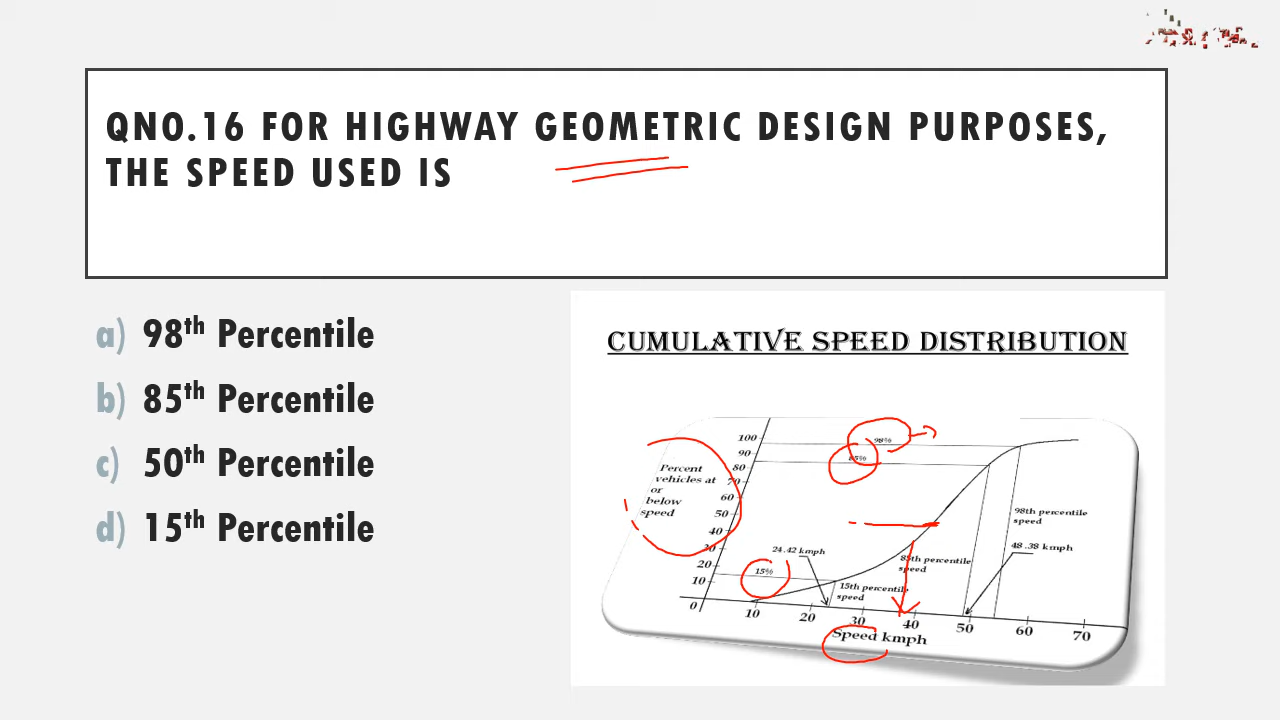 QNO.16 FOR HIGHWAY GEOMETRIC DESIGN PURPOSES,
THE SPEED USED IS
a) 98th Percentile
b) 85th Percentile
c) 50th Percentile
d) 15th Percentile
CUMULATIVE SPEED DISTRIBUTION
100
90
80
70
60
50
40
30
20
10
0
Percent
vehicles at
or
below
speed
98%
85%
15%
24.42 kmph
15th percentile
speed
85th percentile
speed
98th percentile
speed
48.38 kmph
10
20
30
40
50
60
70
Speed kmph